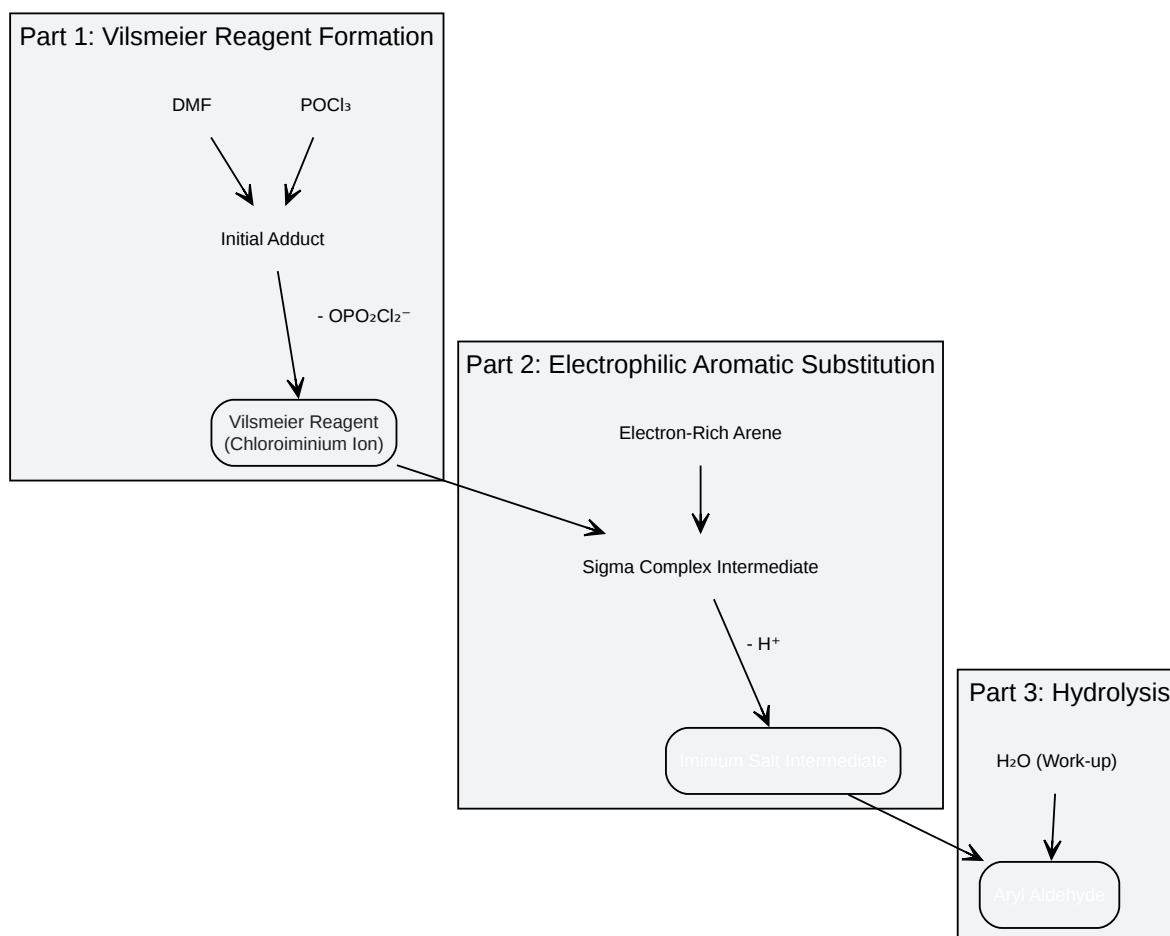 Part 1: Vilsmeier Reagent Formation
DMF
POCl₃
Initial Adduct
- OPO₂Cl₂⁻
Vilsmeier Reagent
(Chloroiminium Ion)
Part 2: Electrophilic Aromatic Substitution
Electron-Rich Arene
Sigma Complex Intermediate
- H⁺
Iminium Salt Intermediate
Part 3: Hydrolysis
H₂O (Work-up)
Aryl Aldehyde